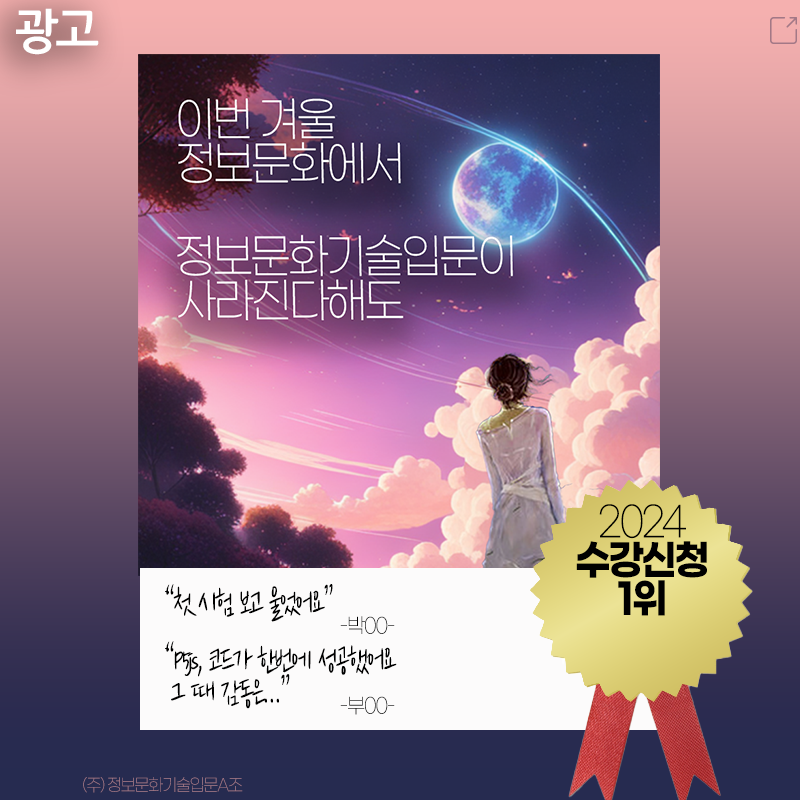 광고
이번 겨울
정보문화에서
정보문화기술입문이
사라진다해도
2024
수강신청
1위
“첫 시험 보고 울었어요”
-박OO-
“P5js, 코드가 한번에 성공했어요
그 때 감동은..”
-부OO-
(주) 정보문화기술입문A조